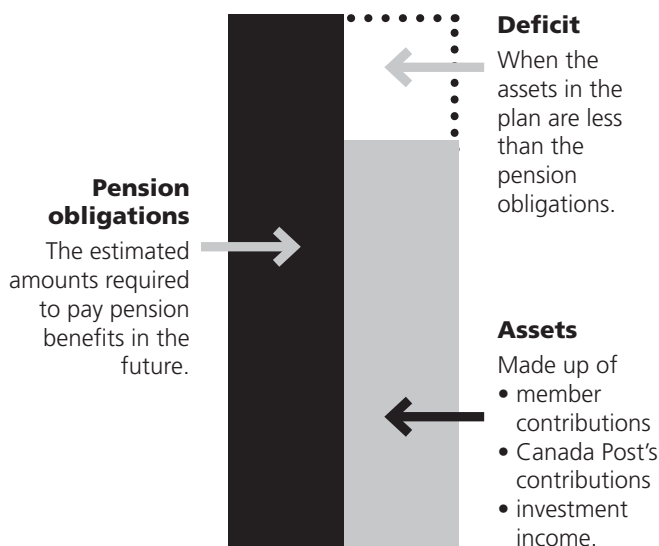 Deficit
When the
assets in the
plan are less
than the
pension
obligations.
Pension
obligations
The estimated
amounts required
to pay pension
benefits in the
future.
Assets
Made up of
• member
contributions
• Canada Post's
contributions
• investment
income.